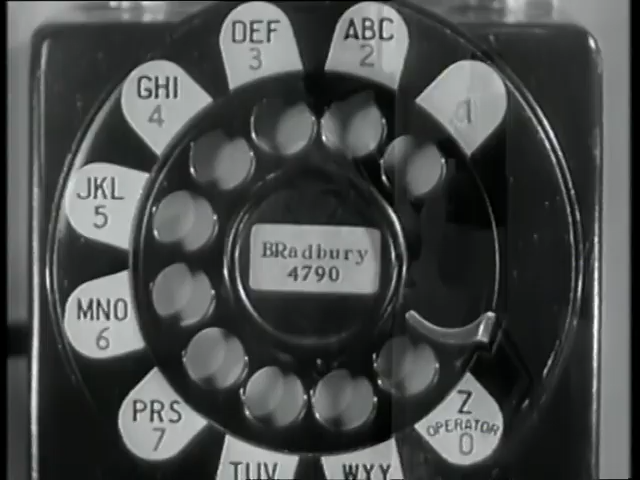 DEF
3
ABC
2
GHI
4
1
JKL
5
BRadbury
4790
MNO
6
PRS
7
Z
OPERATOR
0
TUV
WXY